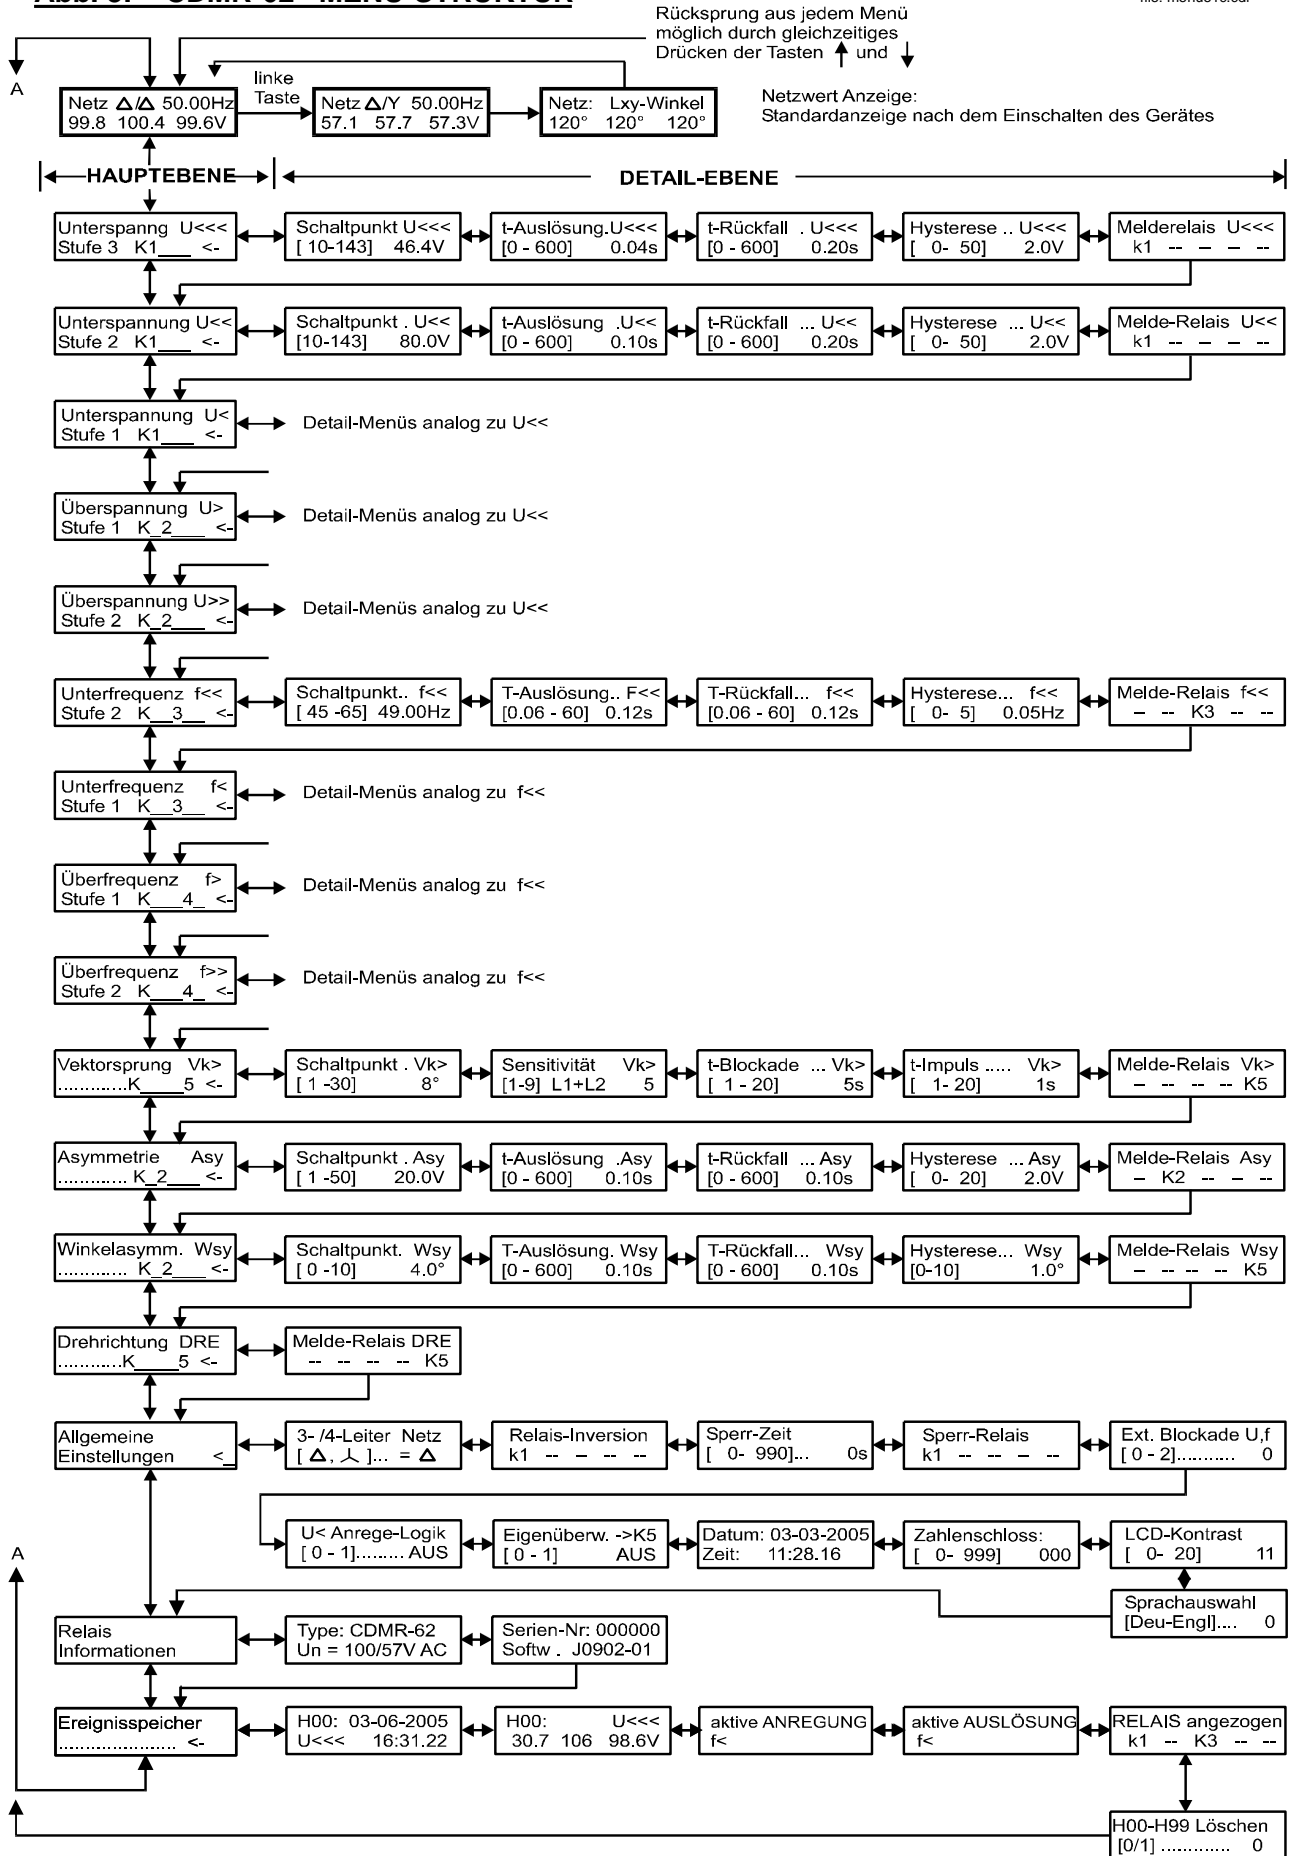 Rücksprung aus jedem Menü
möglich durch gleichzeitiges
Drücken der Tasten ↑ und ↓
A
Netz Δ/Δ 50.00Hz
99.8 100.4 99.6V
linke
Taste
Netz Δ/Y 50.00Hz
57.1 57.7 57.3V
Netz: Lxy-Winkel
120° 120° 120°
Netzwert Anzeige:
Standardanzeige nach dem Einschalten des Gerätes
HAUPTEBENE
DETAIL-EBENE
Unterspanng U<<<
Stufe 3 K1____ <-
Schaltpunkt U<<<
[ 10-143] 46.4V
t-Auslösung.U<<<
[0 - 600] 0.04s
t-Rückfall . U<<<
[0 - 600] 0.20s
Hysterese .. U<<<
[ 0- 50] 2.0V
Melderelais U<<<
k1 -- – – --
Unterspannung U<<
Stufe 2 K1____ <-
Schaltpunkt . U<<
[10-143] 80.0V
t-Auslösung .U<<
[0 - 600] 0.10s
t-Rückfall ... U<<
[0 - 600] 0.20s
Hysterese ... U<<
[ 0- 50] 2.0V
Melde-Relais U<<
k1 -- – – --
Unterspannung U<
Stufe 1 K1____ <-
Detail-Menüs analog zu U<<
Überspannung U>
Stufe 1 K_2___ <-
Detail-Menüs analog zu U<<
Überspannung U>>
Stufe 2 K_2___ <-
Detail-Menüs analog zu U<<
Unterfrequenz f<<
Stufe 2 K__3__ <-
Schaltpunkt.. f<<
[ 45 -65] 49.00Hz
T-Auslösung.. F<<
[0.06 - 60] 0.12s
T-Rückfall... f<<
[0.06 - 60] 0.12s
Hysterese... f<<
[ 0- 5] 0.05Hz
Melde-Relais f<<
– -- K3 -- --
Unterfrequenz f<
Stufe 1 K__3__ <-
Detail-Menüs analog zu f<<
Überfrequenz f>
Stufe 1 K___4_ <-
Detail-Menüs analog zu f<<
Überfrequenz f>>
Stufe 2 K___4_ <-
Detail-Menüs analog zu f<<
Vektorsprung Vk>
............K____5 <-
Schaltpunkt . Vk>
[ 1 -30] 8°
Sensitivität Vk>
[1-9] L1+L2 5
t-Blockade ... Vk>
[ 1 - 20] 5s
t-Impuls ..... Vk>
[ 1- 20] 1s
Melde-Relais Vk>
– -- -- -- K5
Asymmetrie Asy
............ K_2___ <-
Schaltpunkt . Asy
[ 1 -50] 20.0V
t-Auslösung .Asy
[0 - 600] 0.10s
t-Rückfall ... Asy
[0 - 600] 0.10s
Hysterese ... Asy
[ 0- 20] 2.0V
Melde-Relais Asy
– K2 -- – --
Winkelasymm. Wsy
............ K_2___ <-
Schaltpunkt. Wsy
[ 0 -10] 4.0°
T-Auslösung. Wsy
[0 - 600] 0.10s
T-Rückfall... Wsy
[0 - 600] 0.10s
Hysterese... Wsy
[0-10] 1.0°
Melde-Relais Wsy
– -- -- -- K5
Drehrichtung DRE
...........K____5 <-
Melde-Relais DRE
-- -- -- -- K5
Allgemeine
Einstellungen <_
3- /4-Leiter Netz
[ Δ, ⅄ ]... = Δ
Relais-Inversion
k1 -- – -- --
Sperr-Zeit
[ 0- 990]... 0s
Sperr-Relais
k1 -- -- – --
Ext. Blockade U,f
[ 0 - 2]........... 0
U< Anrege-Logik
[ 0 - 1]......... AUS
Eigenüberw. ->K5
[ 0 - 1] AUS
Datum: 03-03-2005
Zeit: 11:28.16
Zahlenschloss:
[ 0- 999] 000
LCD-Kontrast
[ 0- 20] 11
A
Sprachauswahl
[Deu-Engl].... 0
Relais
Informationen
Type: CDMR-62
Un = 100/57V AC
Serien-Nr: 000000
Softw . J0902-01
Ereignisspeicher
.................... <-
H00: 03-06-2005
U<<< 16:31.22
H00: U<<<
30.7 106 98.6V
aktive ANREGUNG
f<
aktive AUSLÖSUNG
f<
RELAIS angezogen
k1 -- K3 -- --
H00-H99 Löschen
[0/1] ............. 0